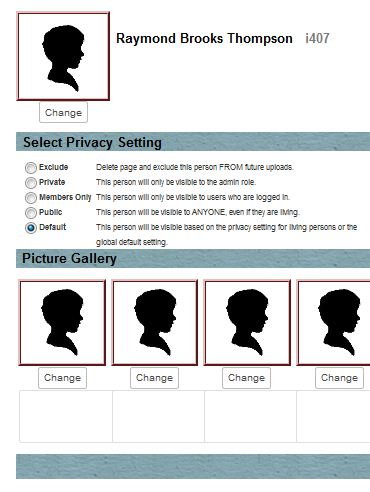 Raymond Brooks Thompson i407
Change
Select Privacy Setting
Exclude Delete page and exclude this person FROM future uploads.
Private This person will only be visible to the admin role.
Members Only This person will only be visible to users who are logged in.
Public This person will be visible to ANYONE, even if they are living.
Default This person will be visible based on the privacy setting for living persons or the
global default setting.
Picture Gallery
Change Change Change Change